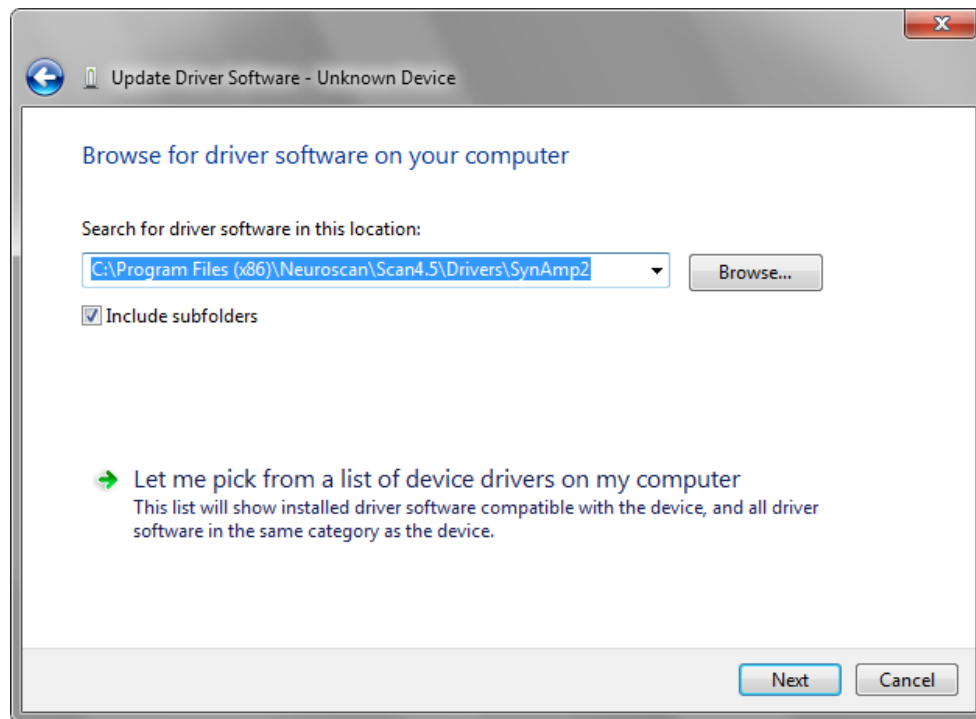 Update Driver Software - Unknown Device
Browse for driver software on your computer
Search for driver software in this location:
C:\Program Files (x86)\Neuroscan\Scan4.5\Drivers\SynAmp2
Browse...
Include subfolders
Let me pick from a list of device drivers on my computer
This list will show installed driver software compatible with the device, and all driver
software in the same category as the device.
Next
Cancel